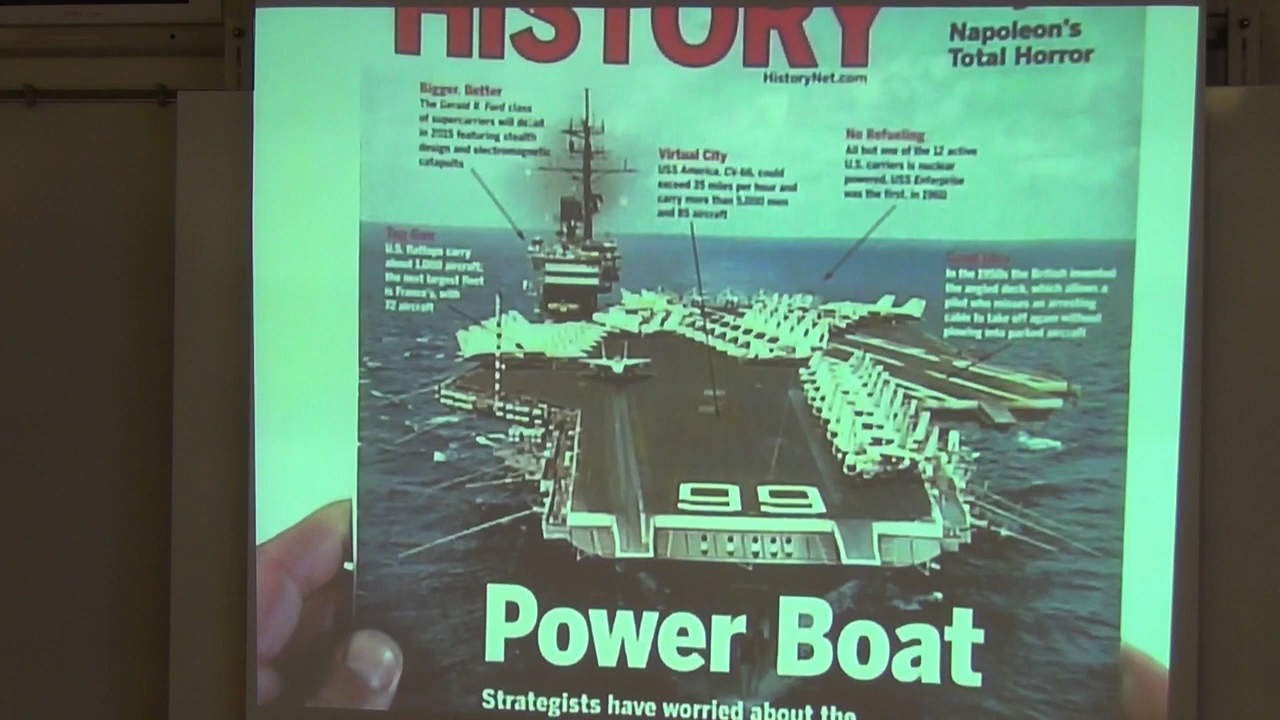 HISTORY
Napoleon's
Total Horror
HistoryNet.com
Bigger, Better
The Gerald R. Ford class
of supercarriers will debut
in 2015 featuring stealth
design and electromagnetic
catapults
Virtual City
USS America, CV-66, could
exceed 35 miles per hour and
carry more than 5,000 men
and 85 aircraft
No Refueling
All but one of the 12 active
U.S. carriers is nuclear
powered. USS Enterprise
was the first, in 1960
Top Gun
U.S. flattops carry
about 1,000 aircraft;
the next largest fleet
is France's, with
72 aircraft
In the 1950s the British invented
the angled deck, which allows a
pilot who misses an arresting
cable to take off again without
plowing into parked aircraft
66
Power Boat
Strategists have worried about the